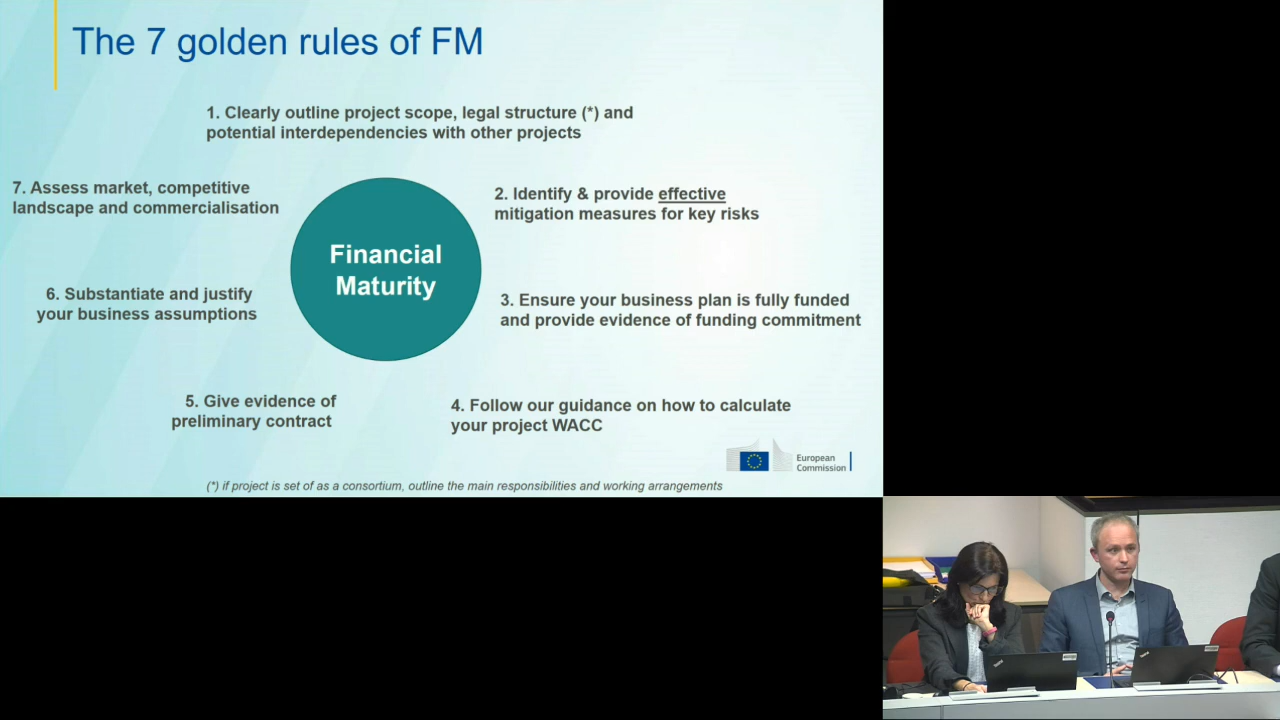 The 7 golden rules of FM
1. Clearly outline project scope, legal structure (*) and
potential interdependencies with other projects
2. Identify & provide effective
mitigation measures for key risks
3. Ensure your business plan is fully funded
and provide evidence of funding commitment
4. Follow our guidance on how to calculate
your project WACC
5. Give evidence of
preliminary contract
6. Substantiate and justify
your business assumptions
7. Assess market, competitive
landscape and commercialisation
Financial
Maturity
European
Commission
(*) if project is set of as a consortium, outline the main responsibilities and working arrangements